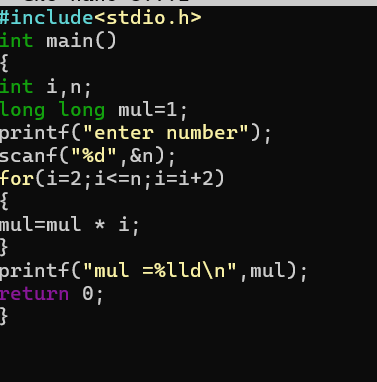 #include<stdio.h>
int main()
{
int i,n;
long long mul=1;
printf("enter number");
scanf("%d",&n);
for(i=2;i<=n;i=i+2)
{
mul=mul * i;
}
printf("mul =%lld\n",mul);
return 0;
}